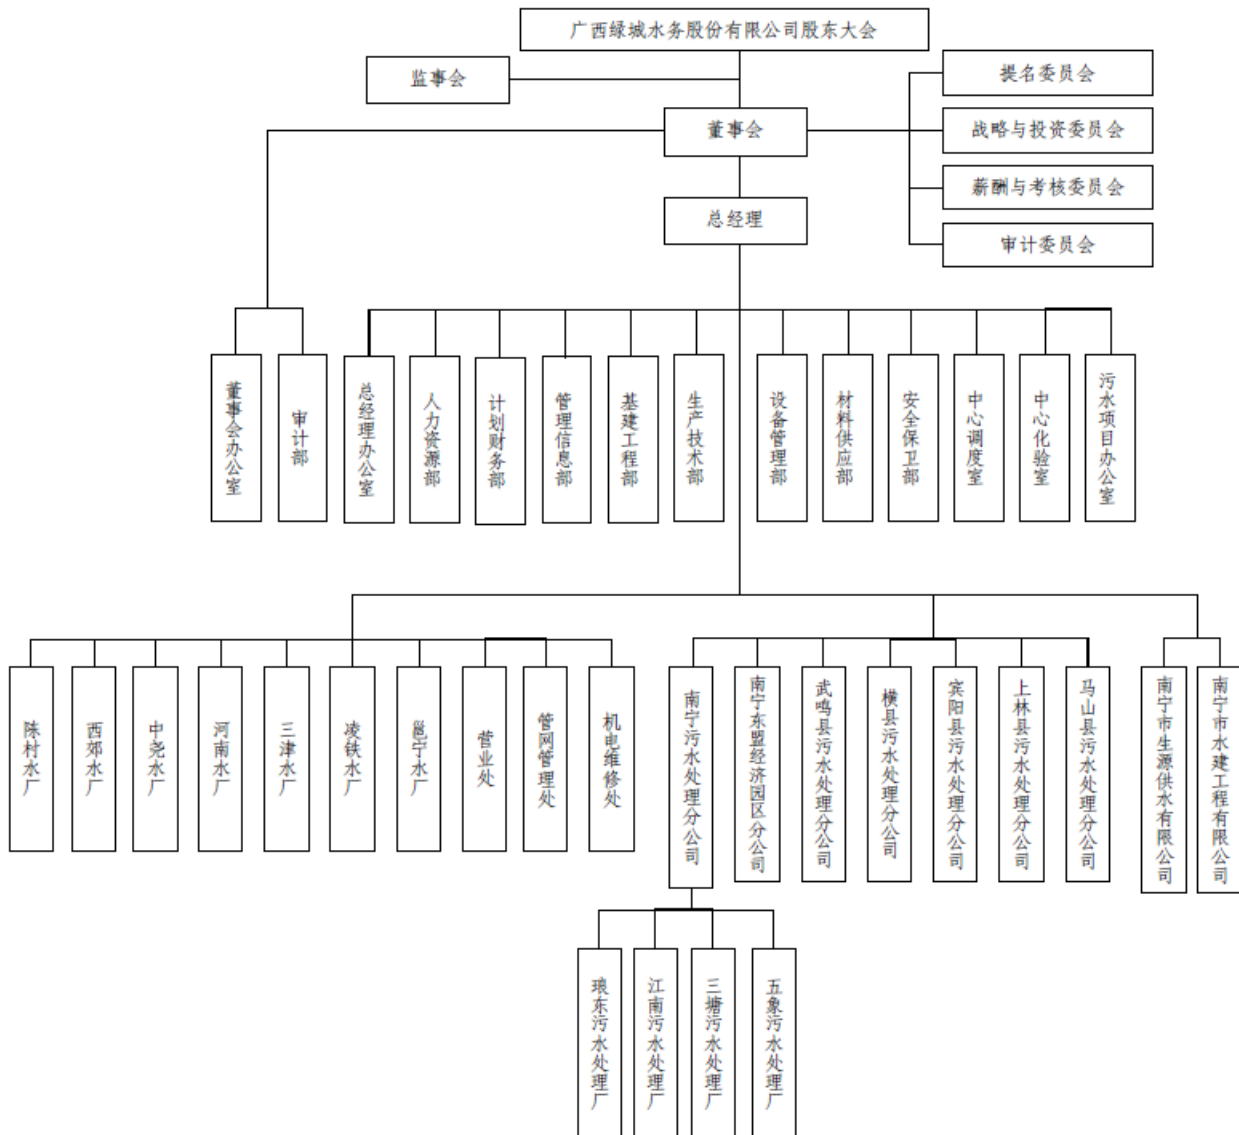 广西绿城水务股份有限公司股东大会
监事会
提名委员会
董事会
战略与投资委员会
薪酬与考核委员会
总经理
审计委员会
董事会办公室
审计部
总经理办公室
人力资源部
计划财务部
管理信息部
基建工程部
生产技术部
设备管理部
材料供应部
安全保卫部
中心调度室
中心化验室
污水项目办公室
陈村水厂
西郊水厂
中尧水厂
河南水厂
三津水厂
凌铁水厂
邕宁水厂
营业处
管网管理处
机电维修处
南宁污水处理分公司
南宁东盟经济园区分公司
武鸣县污水处理分公司
横县污水处理分公司
宾阳县污水处理分公司
上林县污水处理分公司
马山县污水处理分公司
南宁市生源供水有限公司
南宁市水建工程有限公司
琅东污水处理厂
江南污水处理厂
三塘污水处理厂
五象污水处理厂